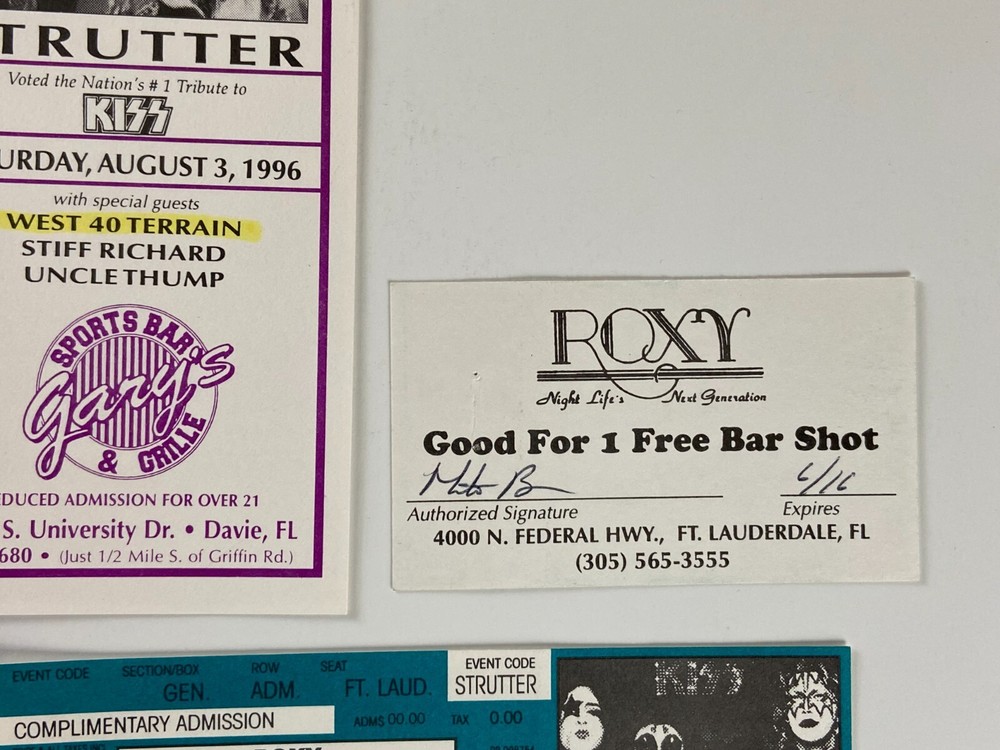 TRUTTER
Voted the Nation's # 1 Tribute to
KISS
URDAY, AUGUST 3, 1996
with special guests
WEST 40 TERRAIN
STIFF RICHARD
UNCLE THUMP
SPORTS BAR
Gary's
& GRILLE
DUCED ADMISSION FOR OVER 21
S. University Dr. • Davie, FL
680 • (Just 1/2 Mile S. of Griffin Rd.)
ROXY
Night Life's Next Generation
Good For 1 Free Bar Shot
6/16
Authorized Signature Expires
4000 N. FEDERAL HWY., FT. LAUDERDALE, FL
(305) 565-3555
EVENT CODE SECTION/BOX ROW SEAT EVENT CODE
GEN. ADM. FT. LAUD. STRUTTER
COMPLIMENTARY ADMISSION ADMS 00.00 TAX 0.00
KISS
ROXY